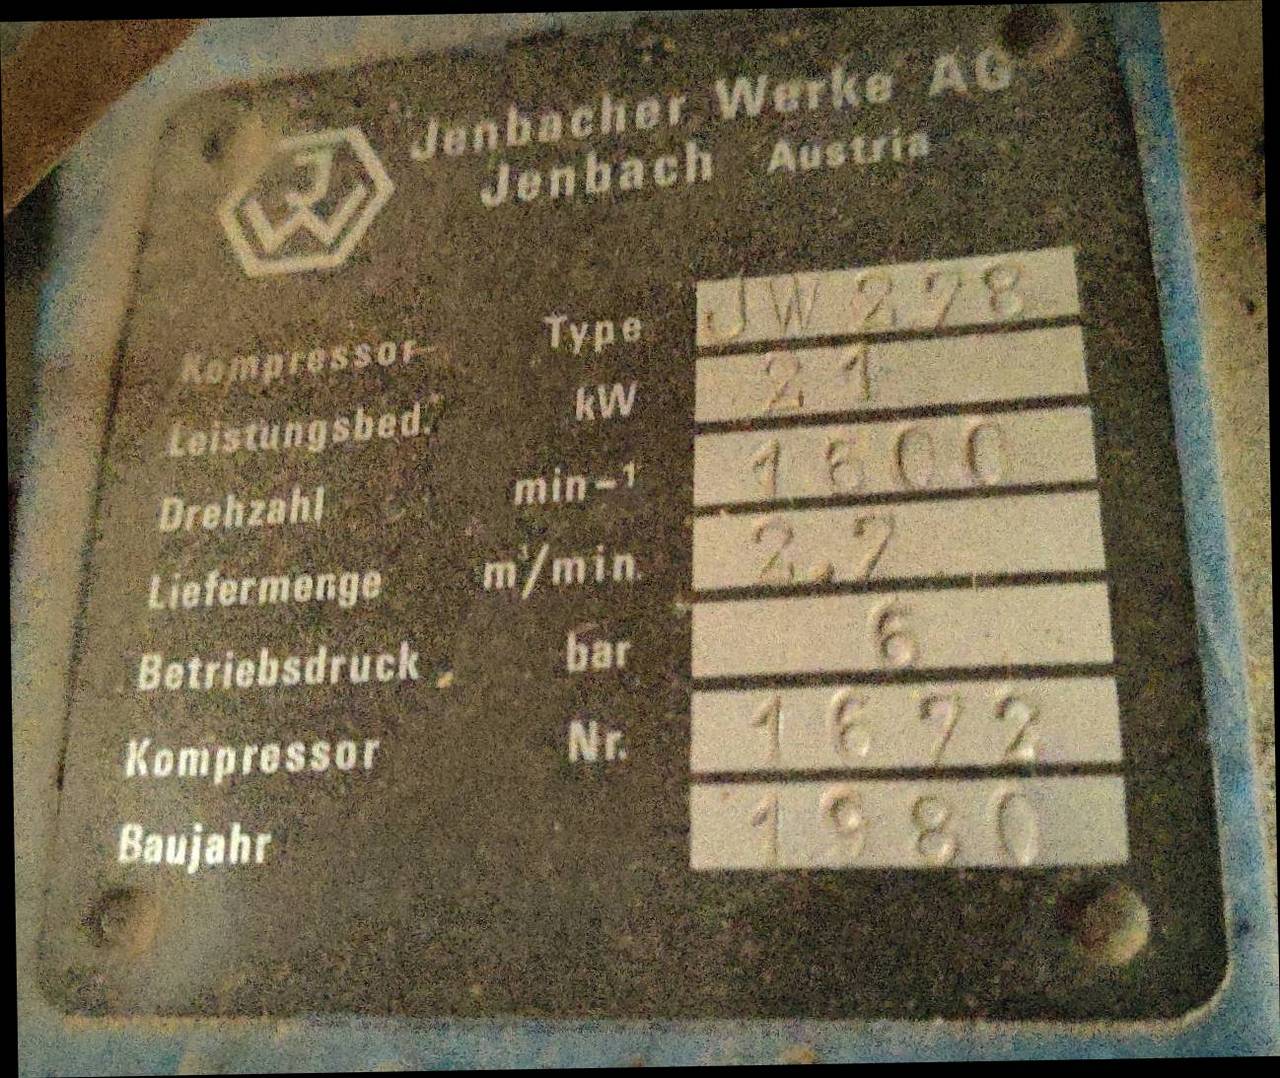 JW
Jenbacher Werke AG
Jenbach Austria
Kompressor- Type JW 278
Leistungsbed. kW 21
Drehzahl min-¹ 1600
Liefermenge m³/min 2,7
Betriebsdruck bar 6
Kompressor Nr. 1672
Baujahr 1980